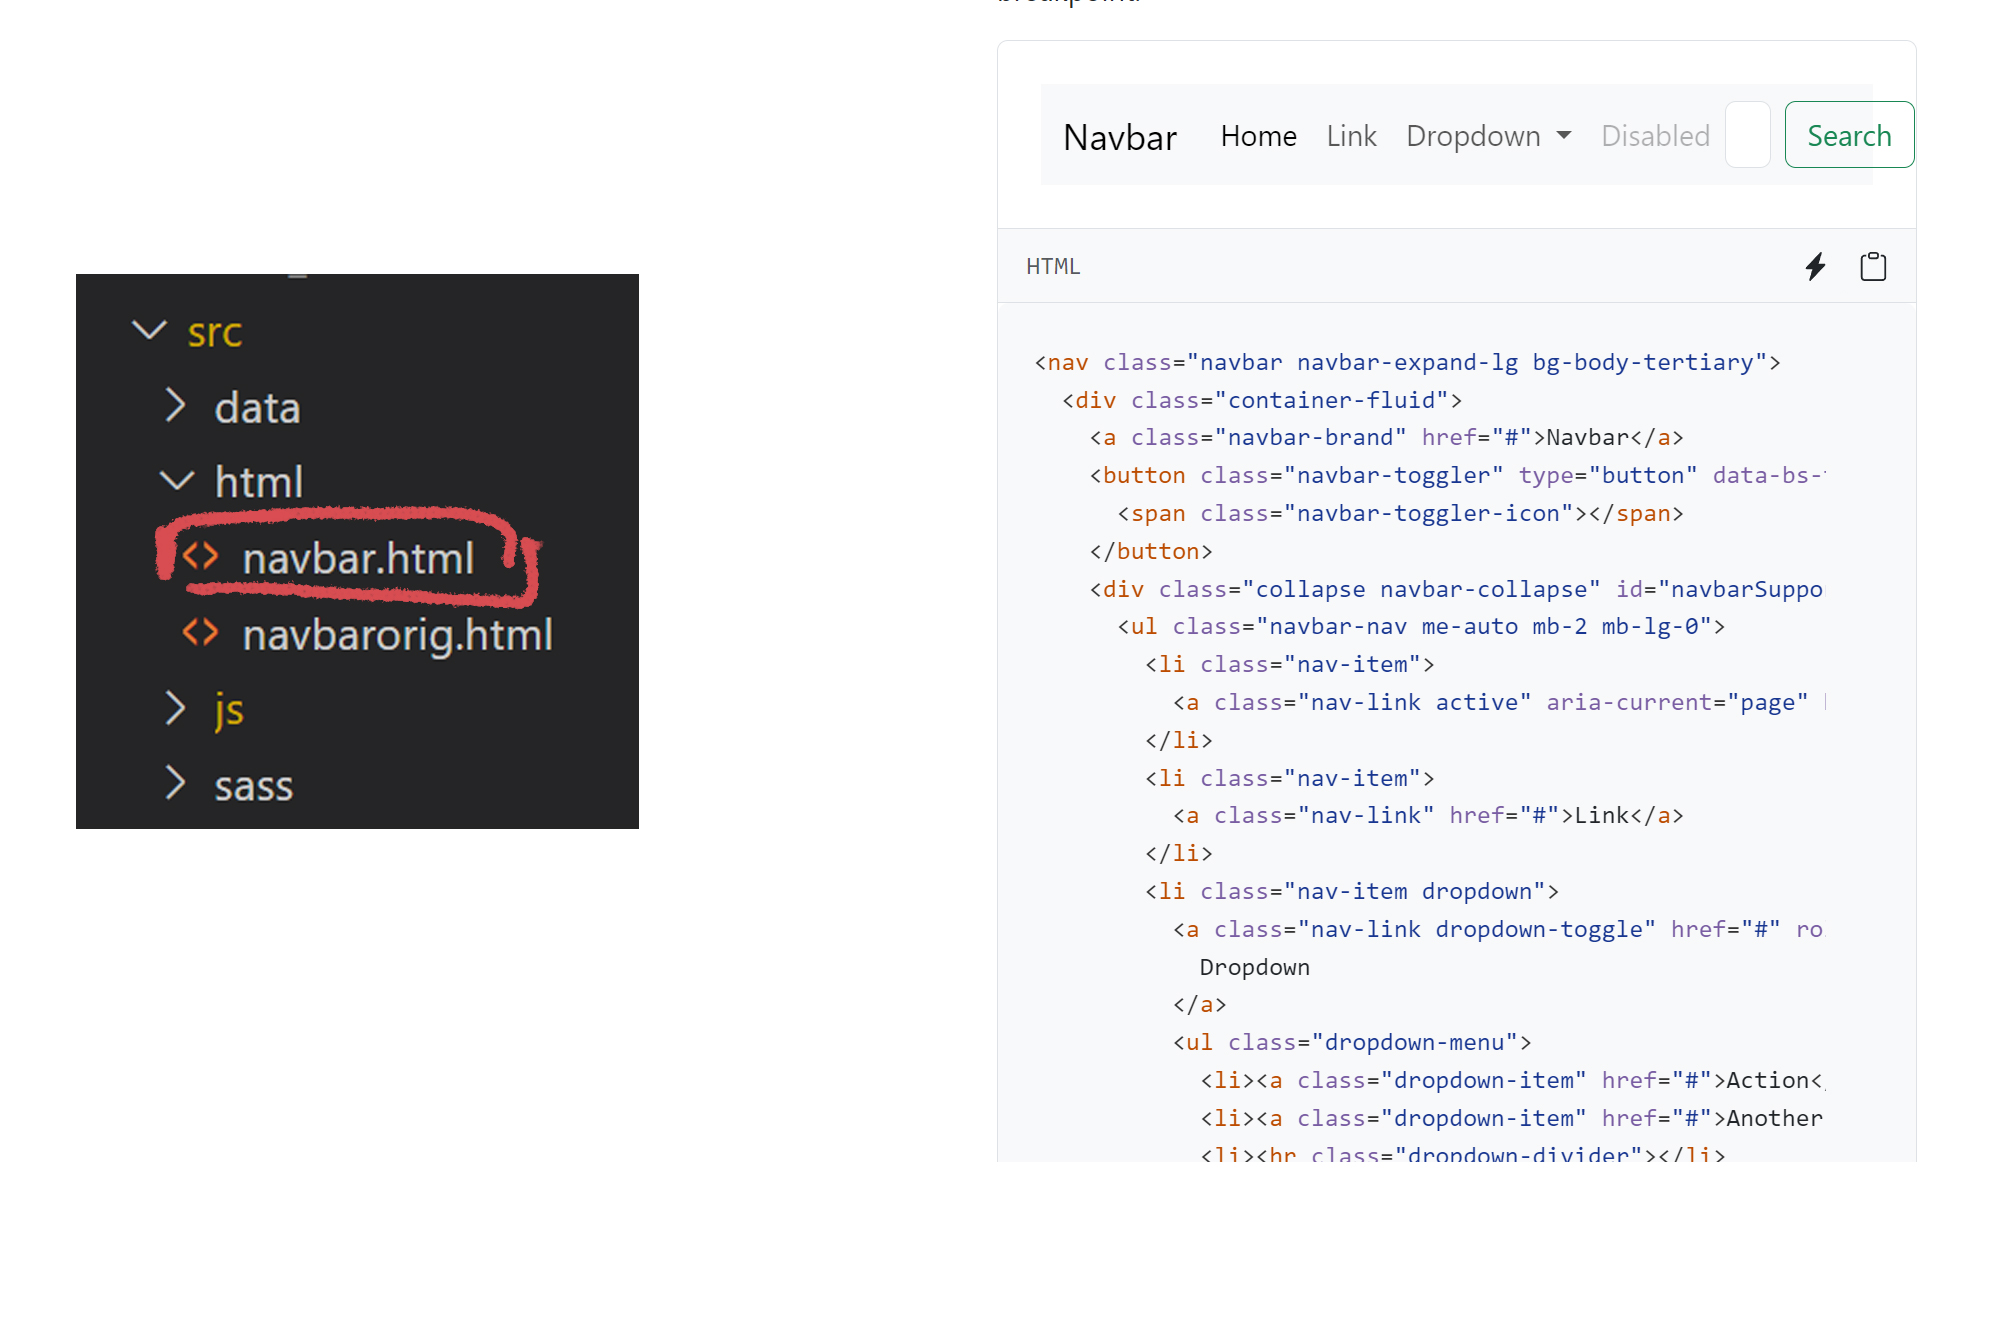 src
data
html
navbar.html
navbarorig.html
js
sass
Navbar Home Link Dropdown Disabled Search
HTML
<nav class="navbar navbar-expand-lg bg-body-tertiary">
<div class="container-fluid">
<a class="navbar-brand" href="#">Navbar</a>
<button class="navbar-toggler" type="button" data-bs-
<span class="navbar-toggler-icon"></span>
</button>
<div class="collapse navbar-collapse" id="navbarSuppo
<ul class="navbar-nav me-auto mb-2 mb-lg-0">
<li class="nav-item">
<a class="nav-link active" aria-current="page"
</li>
<li class="nav-item">
<a class="nav-link" href="#">Link</a>
</li>
<li class="nav-item dropdown">
<a class="nav-link dropdown-toggle" href="#" ro
Dropdown
</a>
<ul class="dropdown-menu">
<li><a class="dropdown-item" href="#">Action<
<li><a class="dropdown-item" href="#">Another
<li><hr class="dropdown-divider"></li>